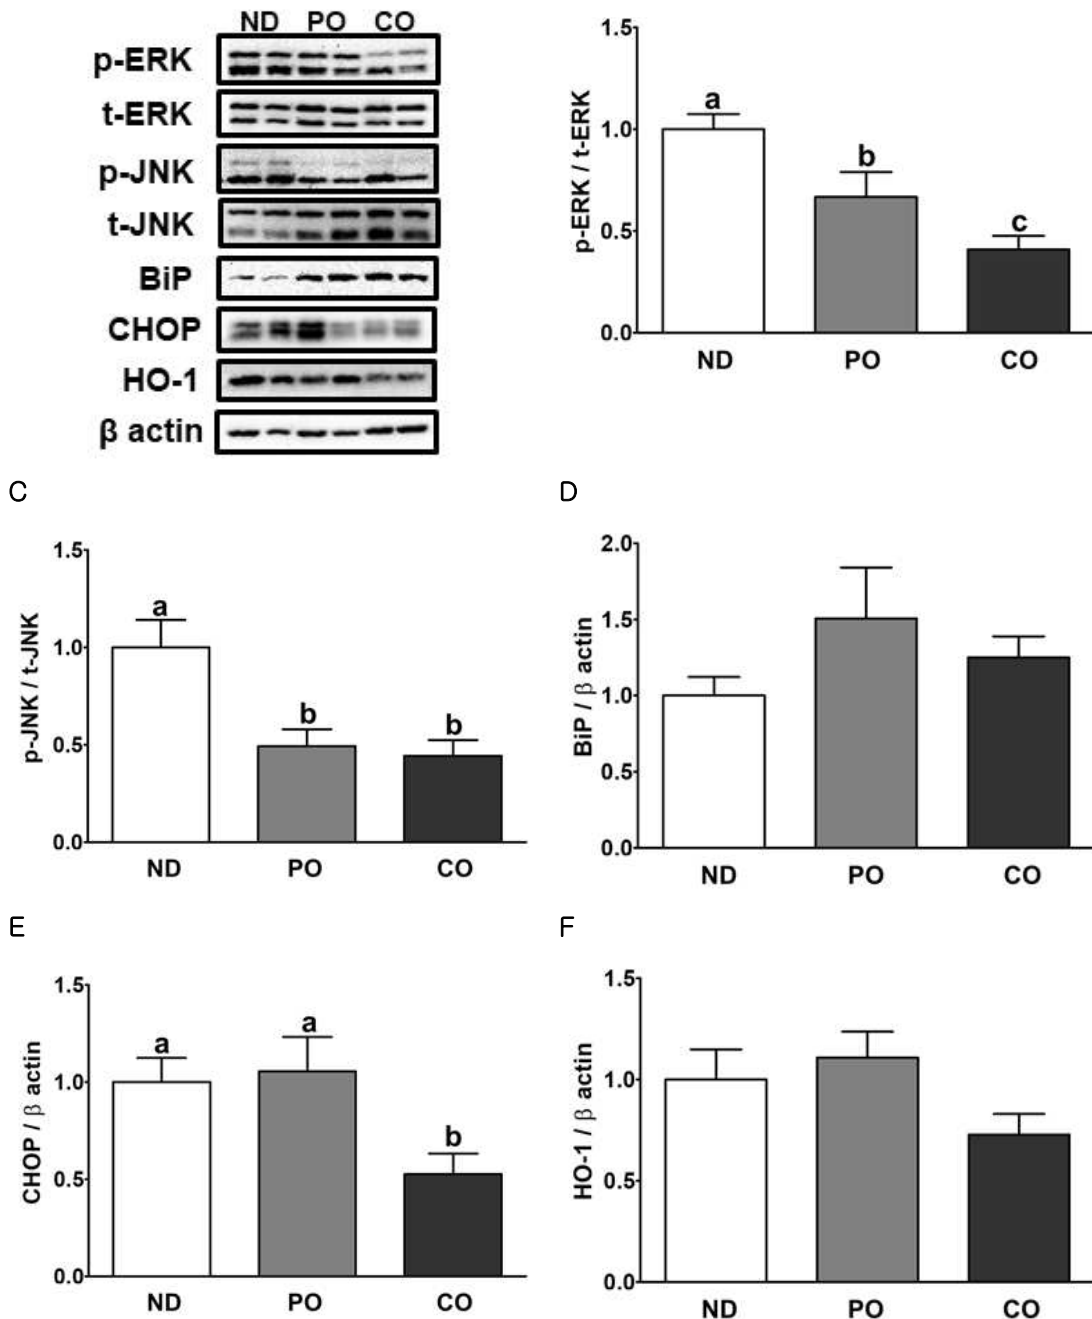 ND PO CO
p-ERK
t-ERK
p-JNK
t-JNK
BiP
CHOP
HO-1
β actin
p-ERK / t-ERK
1.5
1.0
0.5
0.0
a
b
c
ND PO CO
C
p-JNK / t-JNK
1.5
1.0
0.5
0.0
a
b
b
ND PO CO
D
BiP / β actin
2.0
1.5
1.0
0.5
0.0
ND PO CO
E
CHOP / β actin
1.5
1.0
0.5
0.0
a
a
b
ND PO CO
F
HO-1 / β actin
1.5
1.0
0.5
0.0
ND PO CO